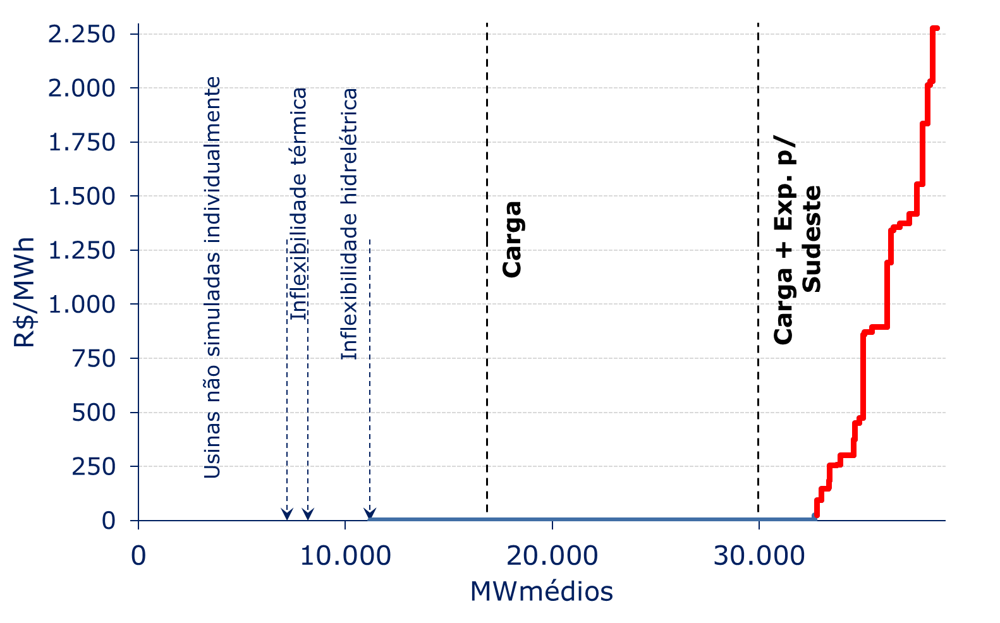 2.250
2.000
1.750
1.500
1.250
1.000
750
500
250
0
R$/MWh
Usinas não simuladas individualmente
Inflexibilidade térmica
Inflexibilidade hidrelétrica
Carga
Carga + Exp. p/
Sudeste
0
10.000
20.000
30.000
MWmédios